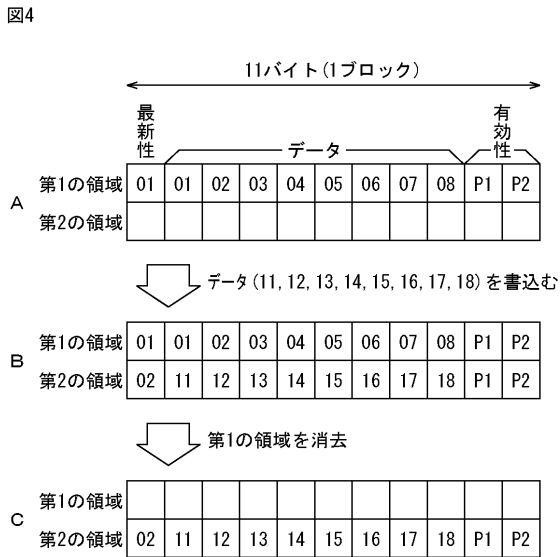 図4
11バイト(1ブロック)
最新性
データ
有効性
A
第1の領域 01 01 02 03 04 05 06 07 08 P1 P2
第2の領域
データ(11,12,13,14,15,16,17,18)を書込む
B
第1の領域 01 01 02 03 04 05 06 07 08 P1 P2
第2の領域 02 11 12 13 14 15 16 17 18 P1 P2
第1の領域を消去
C
第1の領域
第2の領域 02 11 12 13 14 15 16 17 18 P1 P2